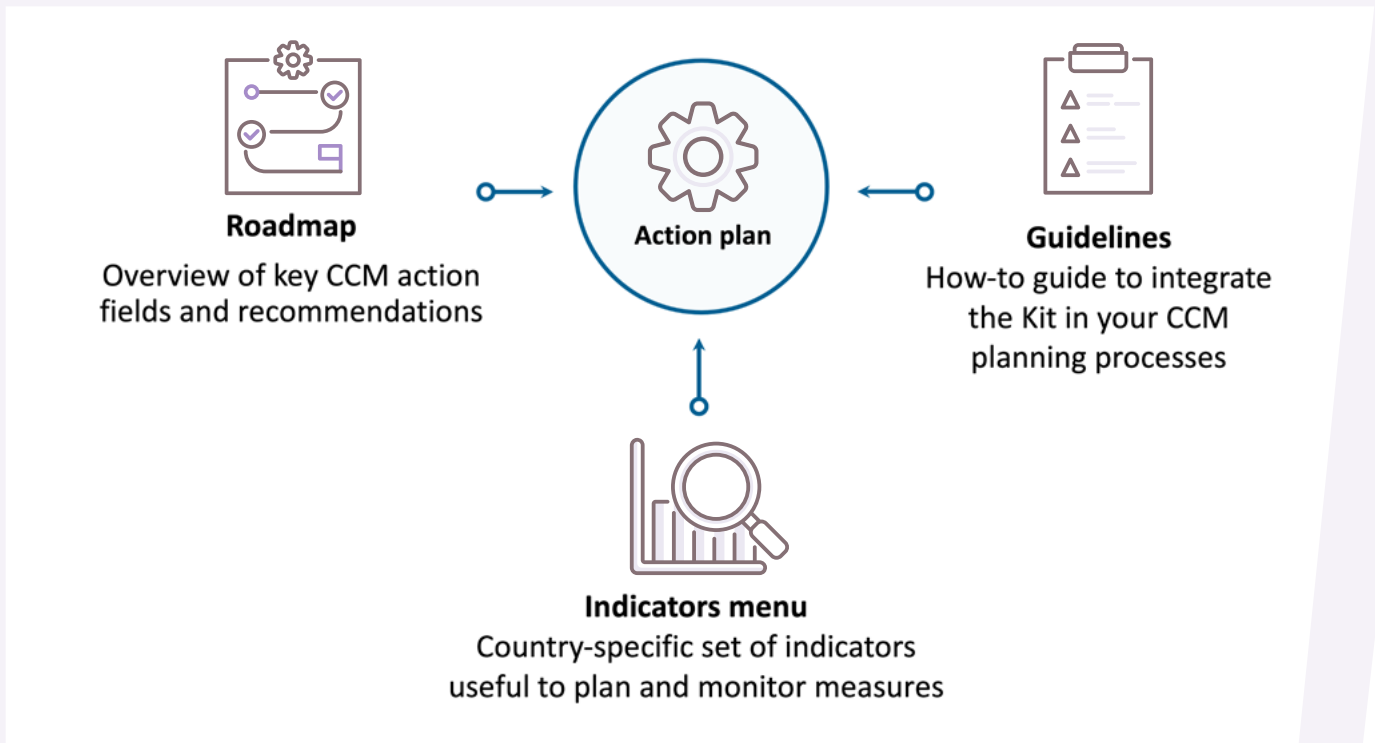 Roadmap
Overview of key CCM action
fields and recommendations
Action plan
Guidelines
How-to guide to integrate
the Kit in your CCM
planning processes
Indicators menu
Country-specific set of indicators
useful to plan and monitor measures